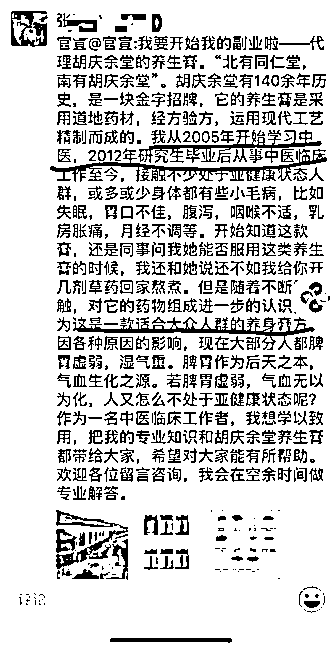 官宣@官宣:我要开始我的副业啦——代
理胡庆余堂的养生膏。“北有同仁堂，
南有胡庆余堂”。胡庆余堂有140余年历
史，是一块金字招牌，它的养生膏是采
用道地药材，经方验方，运用现代工艺
精制而成的。我从2005年开始学习中
医，2012年研究生毕业后从事中医临床
工作至今，接触不少处于亚健康状态人
群，或多或少身体都有些小毛病，比如
失眠，胃口不佳，腹泻，咽喉不适，乳
房胀痛，月经不调等。开始知道这款
膏，还是同事问我她能否服用这类养生
膏的时候，我还和她说还不如我给你开
几剂草药回家熬煮。但是随着不断
触，对它的药物组成进一步的认识
为这是一款适合大众人群的养身膏方
因各种原因的影响，现在大部分人都脾
胃虚弱，湿气重。脾胃作为后天之本，
气血生化之源。若脾胃虚弱，气血无以
为化，人又怎么不处于亚健康状态呢？
作为一名中医临床工作者，我想学以致
用，把我的专业知识和胡庆余堂养生膏
都带给大家，希望对大家能有所帮助。
欢迎各位留言咨询，我会在空余时间做
专业解答。
评论